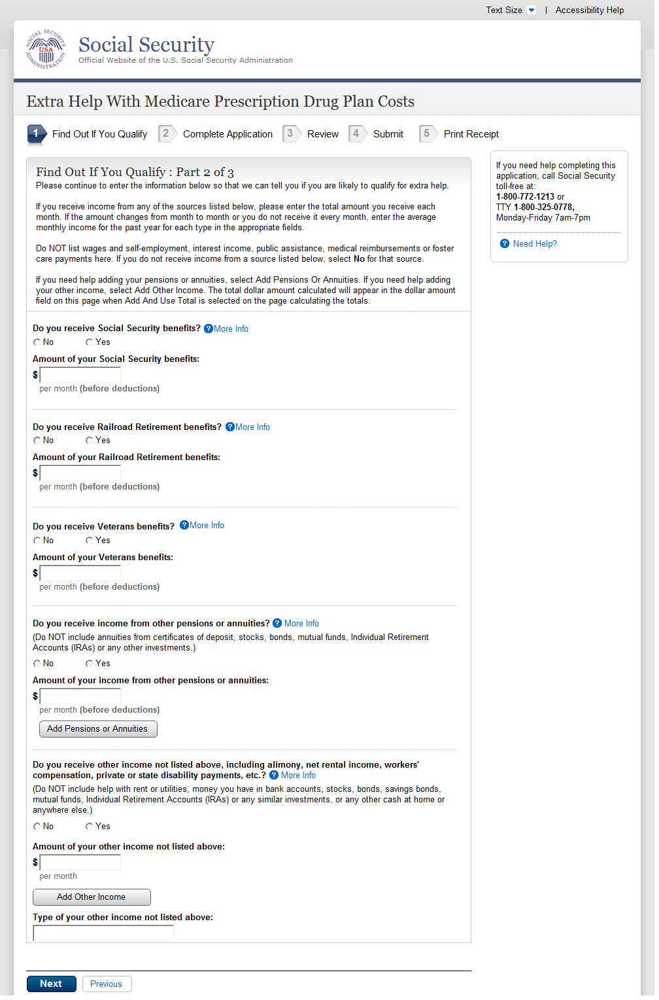 Text Size | Accessibility Help
SOCIAL SECURITY ADMINISTRATION
USA
Social Security
Official Website of the U.S. Social Security Administration
Extra Help With Medicare Prescription Drug Plan Costs
1 Find Out If You Qualify 2 Complete Application 3 Review 4 Submit 5 Print Receipt
Find Out If You Qualify : Part 2 of 3
Please continue to enter the information below so that we can tell you if you are likely to qualify for extra help.
If you receive income from any of the sources listed below, please enter the total amount you receive each
month. If the amount changes from month to month or you do not receive it every month, enter the average
monthly income for the past year for each type in the appropriate fields.
Do NOT list wages and self-employment, interest income, public assistance, medical reimbursements or foster
care payments here. If you do not receive income from a source listed below, select No for that source.
If you need help adding your pensions or annuities, select Add Pensions Or Annuities. If you need help adding
your other income, select Add Other Income. The total dollar amount calculated will appear in the dollar amount
field on this page when Add And Use Total is selected on the page calculating the totals.
If you need help completing this
application, call Social Security
toll-free at:
1-800-772-1213 or
TTY 1-800-325-0778,
Monday-Friday 7am-7pm
? Need Help?
Do you receive Social Security benefits? ? More Info
No Yes
Amount of your Social Security benefits:
$
per month (before deductions)
Do you receive Railroad Retirement benefits? ? More Info
No Yes
Amount of your Railroad Retirement benefits:
$
per month (before deductions)
Do you receive Veterans benefits? ? More Info
No Yes
Amount of your Veterans benefits:
$
per month (before deductions)
Do you receive income from other pensions or annuities? ? More Info
(Do NOT include annuities from certificates of deposit, stocks, bonds, mutual funds, Individual Retirement
Accounts (IRAs) or any other investments.)
No Yes
Amount of your income from other pensions or annuities:
$
per month (before deductions)
Add Pensions or Annuities
Do you receive other income not listed above, including alimony, net rental income, workers'
compensation, private or state disability payments, etc.? ? More Info
(Do NOT include help with rent or utilities, money you have in bank accounts, stocks, bonds, savings bonds,
mutual funds, Individual Retirement Accounts (IRAs) or any similar investments, or any other cash at home or
anywhere else.)
No Yes
Amount of your other income not listed above:
$
per month
Add Other Income
Type of your other income not listed above:
Next Previous